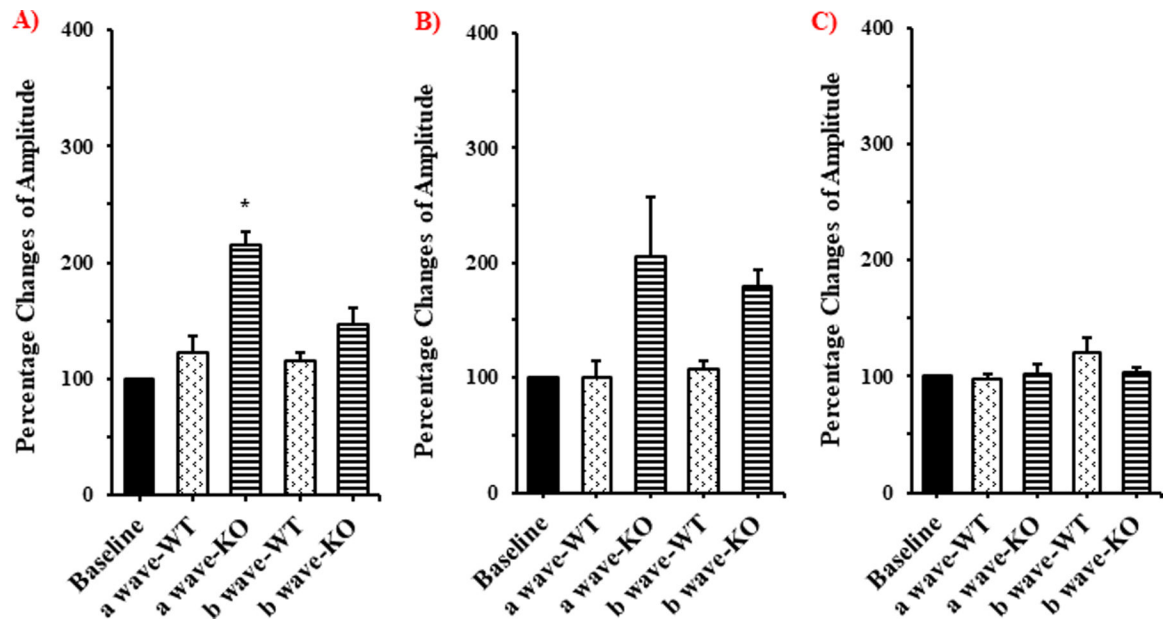 A)
Percentage Changes of Amplitude
400
300
200
100
0
*
Baseline
a wave-WT
a wave-KO
b wave-WT
b wave-KO
B)
Percentage Changes of Amplitude
400
300
200
100
0
Baseline
a wave-WT
a wave-KO
b wave-WT
b wave-KO
C)
Percentage Changes of Amplitude
400
300
200
100
0
Baseline
a wave-WT
a wave-KO
b wave-WT
b wave-KO